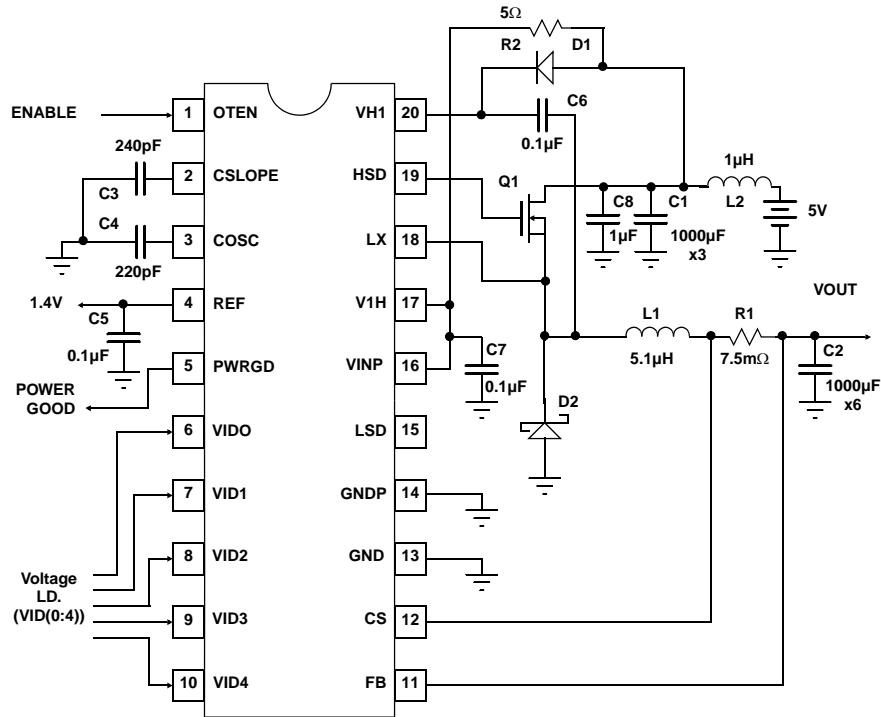 5Ω
R2
D1
C6
0.1µF
ENABLE
1
OTEN
VH1
20
240pF
2
CSLOPE
HSD
19
Q1
C3
C4
3
COSC
LX
18
220pF
C8
1µF
C1
1000µF
x3
1µH
L2
5V
1.4V
4
REF
V1H
17
C5
0.1µF
5
PWRGD
VINP
16
C7
0.1µF
L1
5.1µH
R1
7.5mΩ
VOUT
C2
1000µF
x6
POWER
GOOD
D2
6
VIDO
LSD
15
7
VID1
GNDP
14
8
VID2
GND
13
Voltage
I.D.
(VID(0:4))
9
VID3
CS
12
10
VID4
FB
11